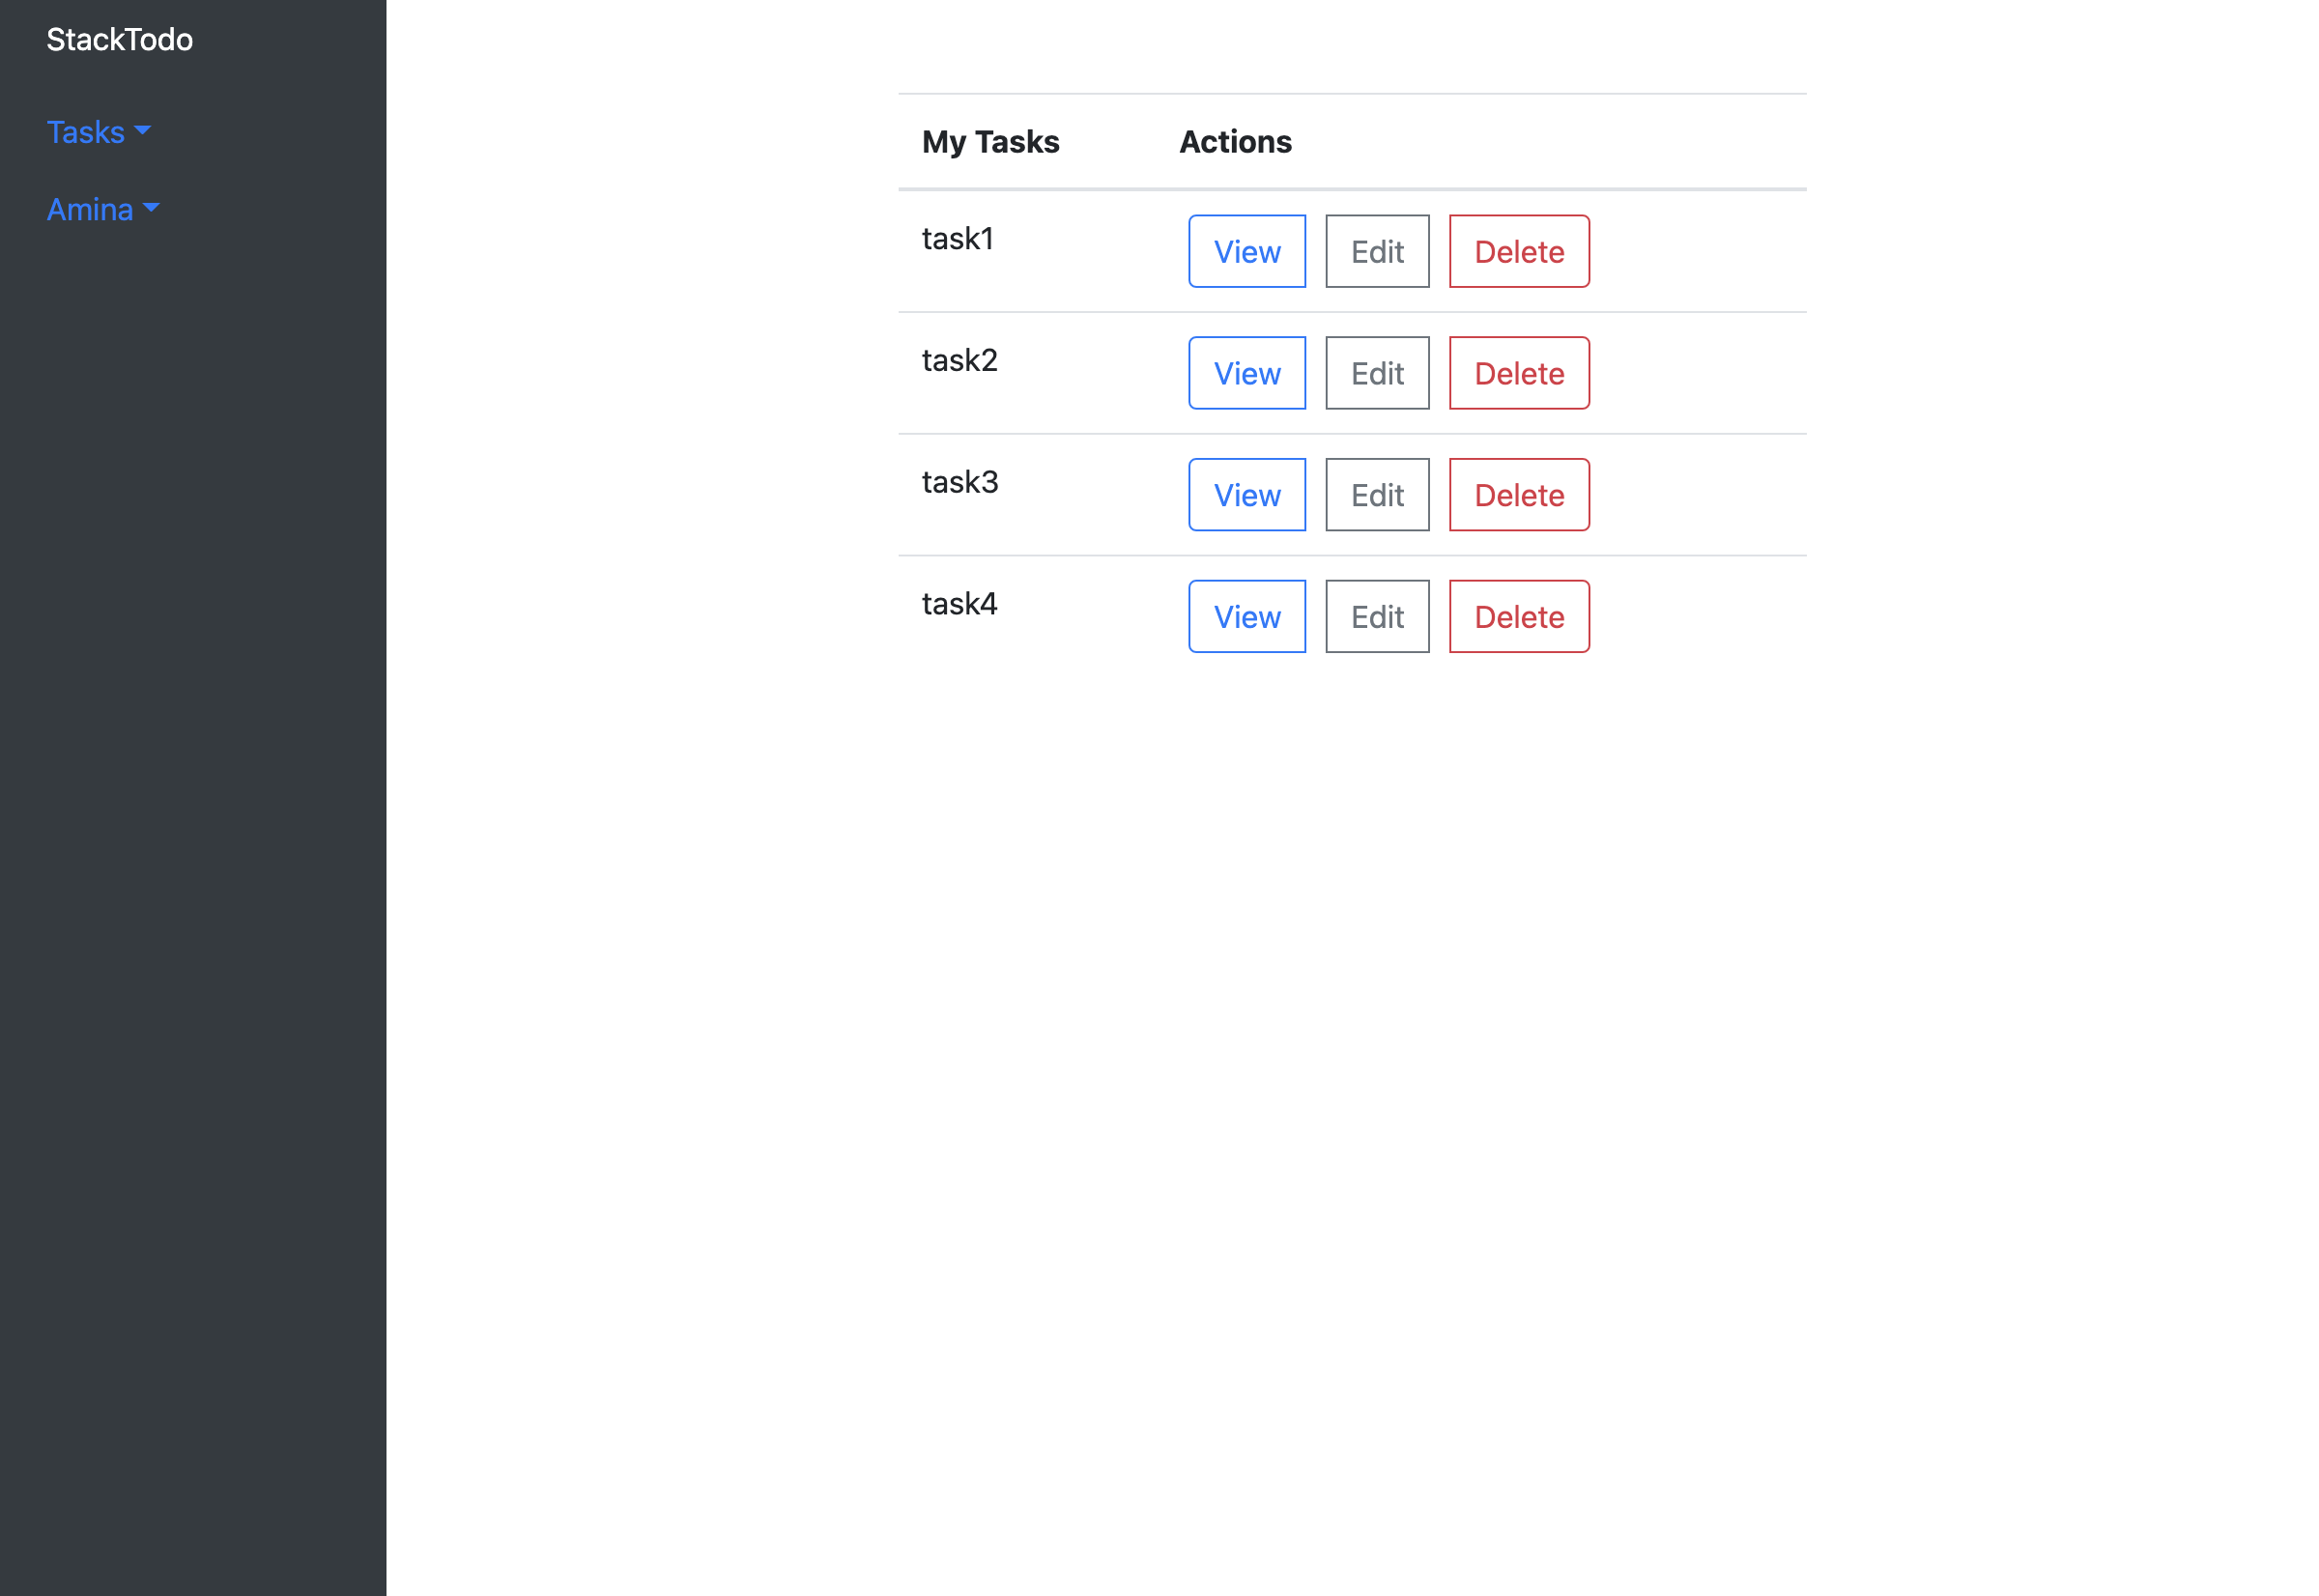 StackTodo
Tasks
Amina
My Tasks Actions
task1 View Edit Delete
task2 View Edit Delete
task3 View Edit Delete
task4 View Edit Delete